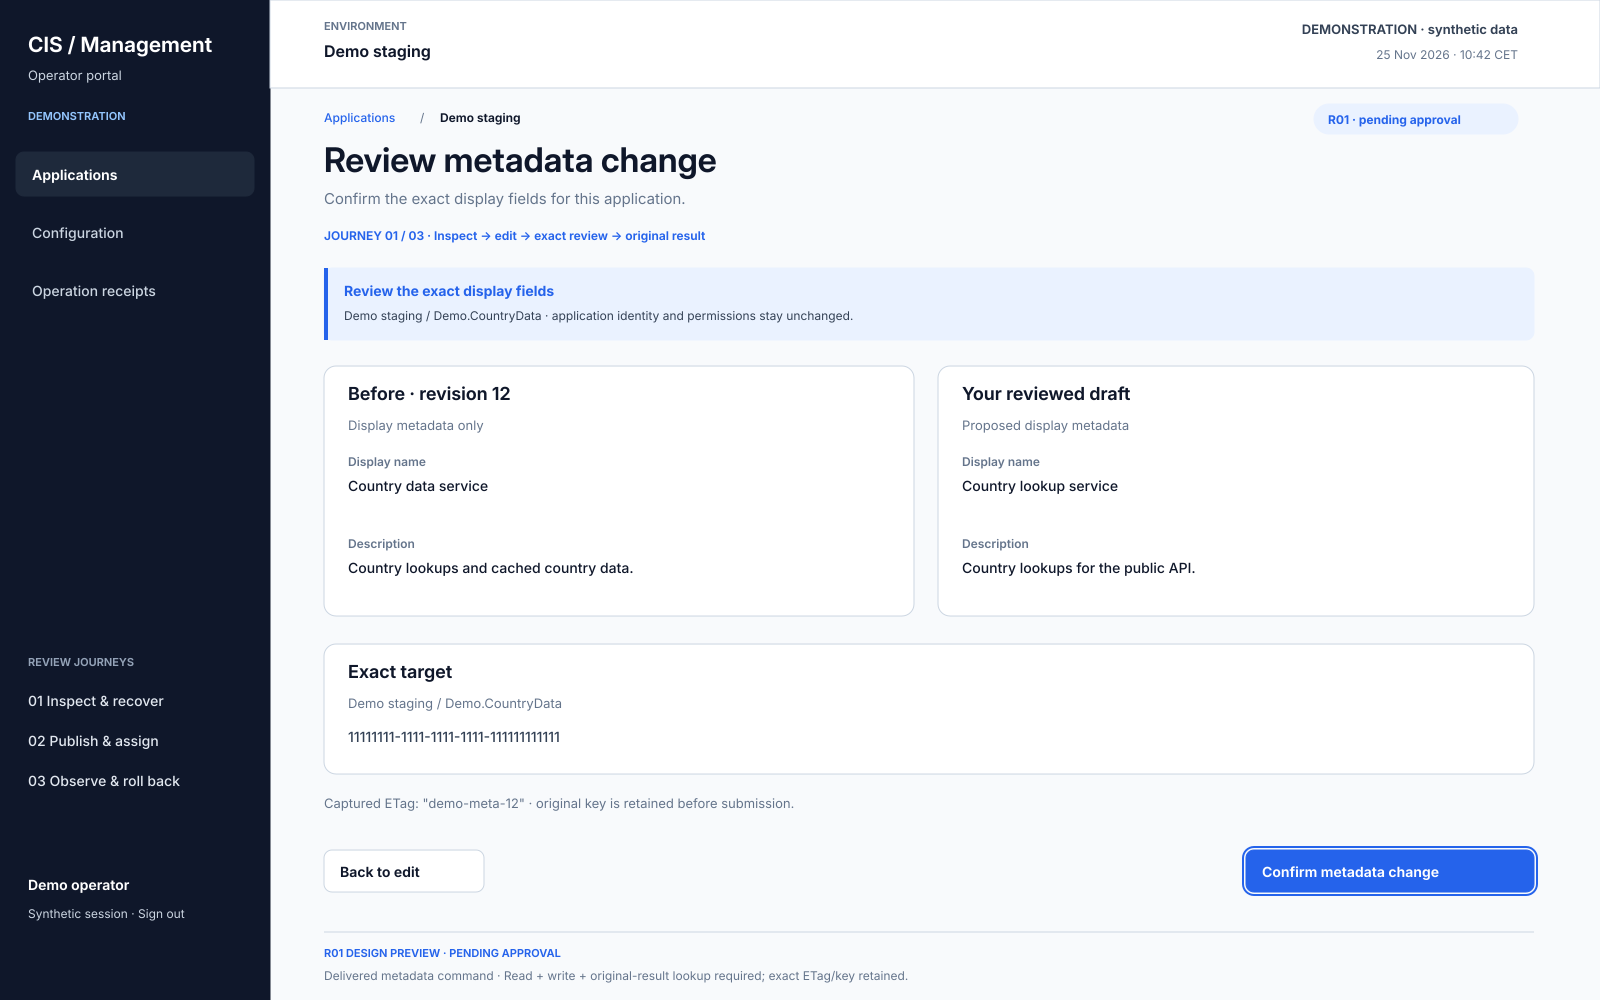 CIS / Management
Operator portal
DEMONSTRATION
Applications
Configuration
Operation receipts
REVIEW JOURNEYS
01 Inspect & recover
02 Publish & assign
03 Observe & roll back
Demo operator
Synthetic session · Sign out
ENVIRONMENT
Demo staging
DEMONSTRATION · synthetic data
25 Nov 2026 · 10:42 CET
Applications / Demo staging
R01 · pending approval
Review metadata change
Confirm the exact display fields for this application.
JOURNEY 01 / 03 · Inspect → edit → exact review → original result
Review the exact display fields
Demo staging / Demo.CountryData · application identity and permissions stay unchanged.
Before · revision 12
Display metadata only
Display name
Country data service
Description
Country lookups and cached country data.
Your reviewed draft
Proposed display metadata
Display name
Country lookup service
Description
Country lookups for the public API.
Exact target
Demo staging / Demo.CountryData
11111111-1111-1111-1111-111111111111
Captured ETag: "demo-meta-12" · original key is retained before submission.
Back to edit
Confirm metadata change
R01 DESIGN PREVIEW · PENDING APPROVAL
Delivered metadata command · Read + write + original-result lookup required; exact ETag/key retained.